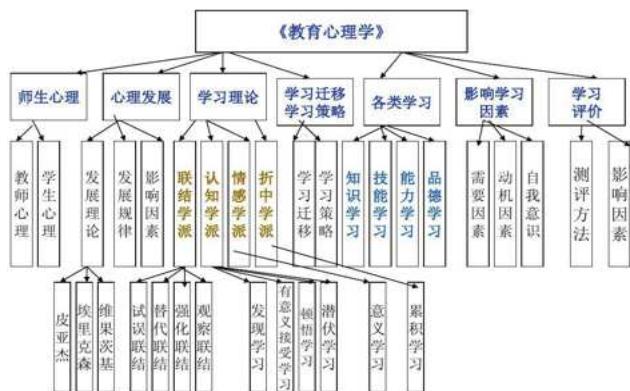 《教育心理学》
师生心理
心理发展
学习理论
学习迁移
学习策略
各类学习
影响学习
因素
学习
评价
教师心理
学生心理
发展理论
发展规律
影响因素
联结学派
认知学派
情感学派
折中学派
学习迁移
学习策略
知识学习
技能学习
能力学习
品德学习
需要因素
动机因素
自我意识
测评方法
影响因素
皮亚杰
埃里克森
维果茨基
试误联结
替代联结
强化联结
观察联结
发现学习
有意义接受学习
顿悟学习
潜伏学习
意义学习
累积学习